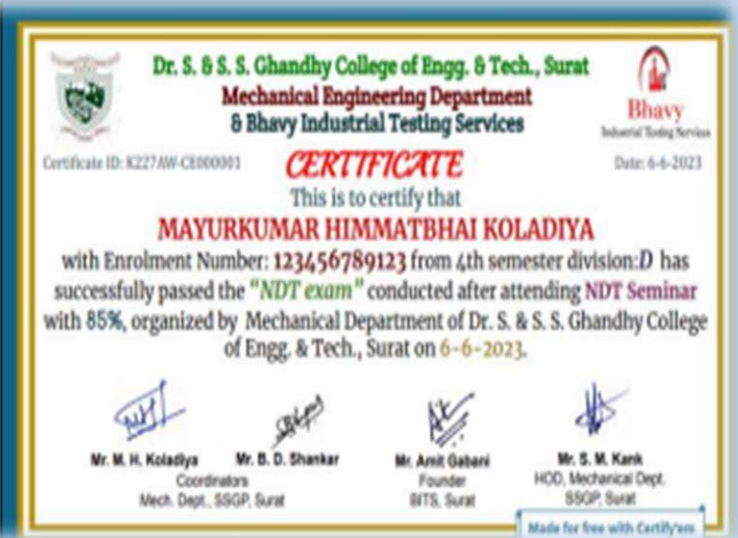 Dr. S. & S. S. Ghandhy College of Engg. & Tech., Surat
Mechanical Engineering Department
& Bhavy Industrial Testing Services
Bhavy
Industrial Testing Services
Certificate ID: K227AW-CE000001
CERTIFICATE
Date: 6-6-2023
This is to certify that
MAYURKUMAR HIMMATBHAI KOLADIYA
with Enrolment Number: 123456789123 from 4th semester division:D has
successfully passed the "NDT exam" conducted after attending NDT Seminar
with 85%, organized by Mechanical Department of Dr. S. & S. S. Ghandhy College
of Engg. & Tech., Surat on 6-6-2023.
Mr. M. H. Koladiya Mr. B. D. Shankar Mr. Amit Gabani Mr. S. M. Kank
Coordinators Founder HOD, Mechanical Dept.
Mech. Dept., SSGP, Surat BITS, Surat SSGP, Surat
Made for free with Certify'em